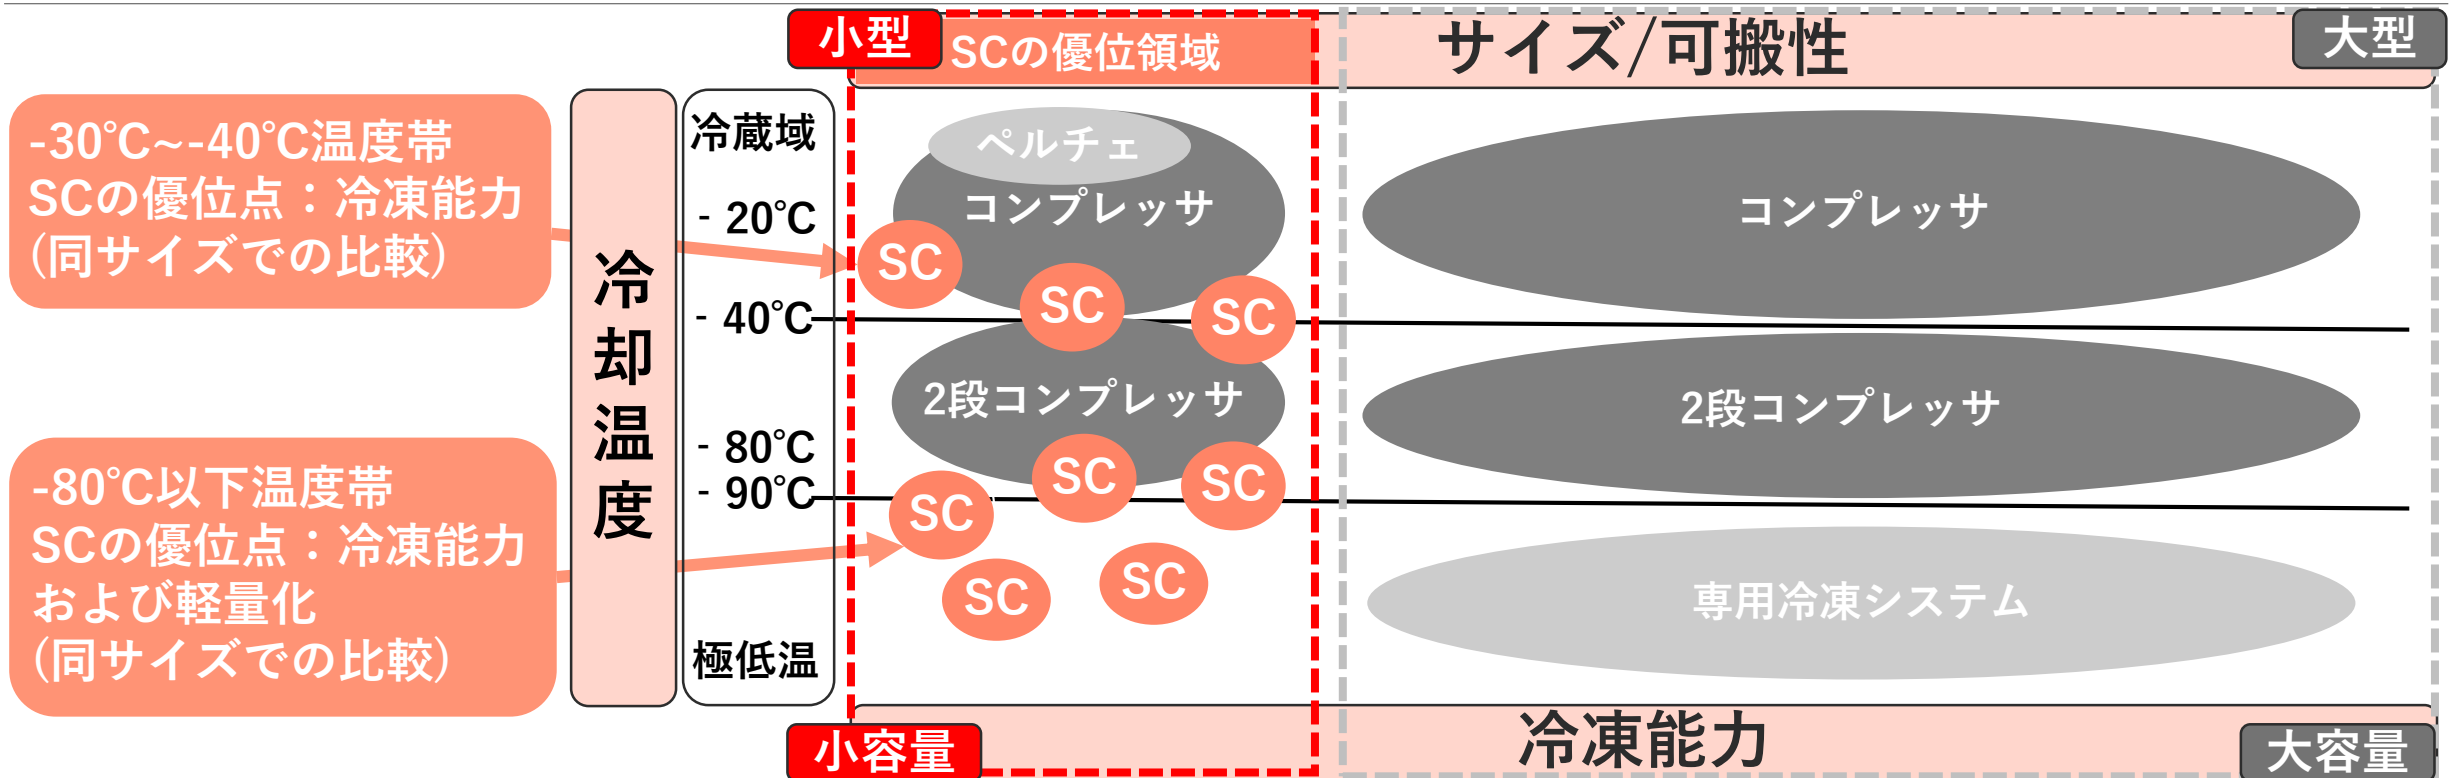 小型
SCの優位領域
サイズ/可搬性
大型
-30℃~-40℃温度帯
SCの優位点：冷凍能力
(同サイズでの比較)
-80℃以下温度帯
SCの優位点：冷凍能力
および軽量化
(同サイズでの比較)
冷却温度
冷蔵域
- 20℃
- 40℃
- 80℃
- 90℃
極低温
ペルチェ
コンプレッサ
SC
SC
SC
2段コンプレッサ
SC
SC
SC
SC
SC
コンプレッサ
2段コンプレッサ
専用冷凍システム
小容量
冷凍能力
大容量